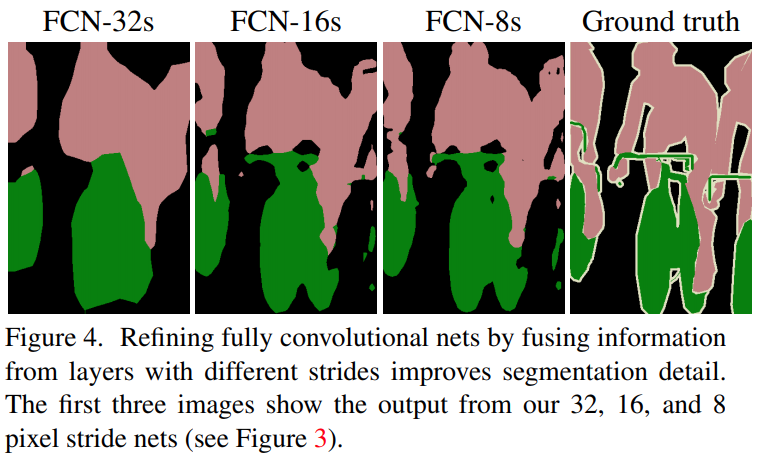 FCN-32s FCN-16s FCN-8s Ground truth
Figure 4. Refining fully convolutional nets by fusing information
from layers with different strides improves segmentation detail.
The first three images show the output from our 32, 16, and 8
pixel stride nets (see Figure 3).